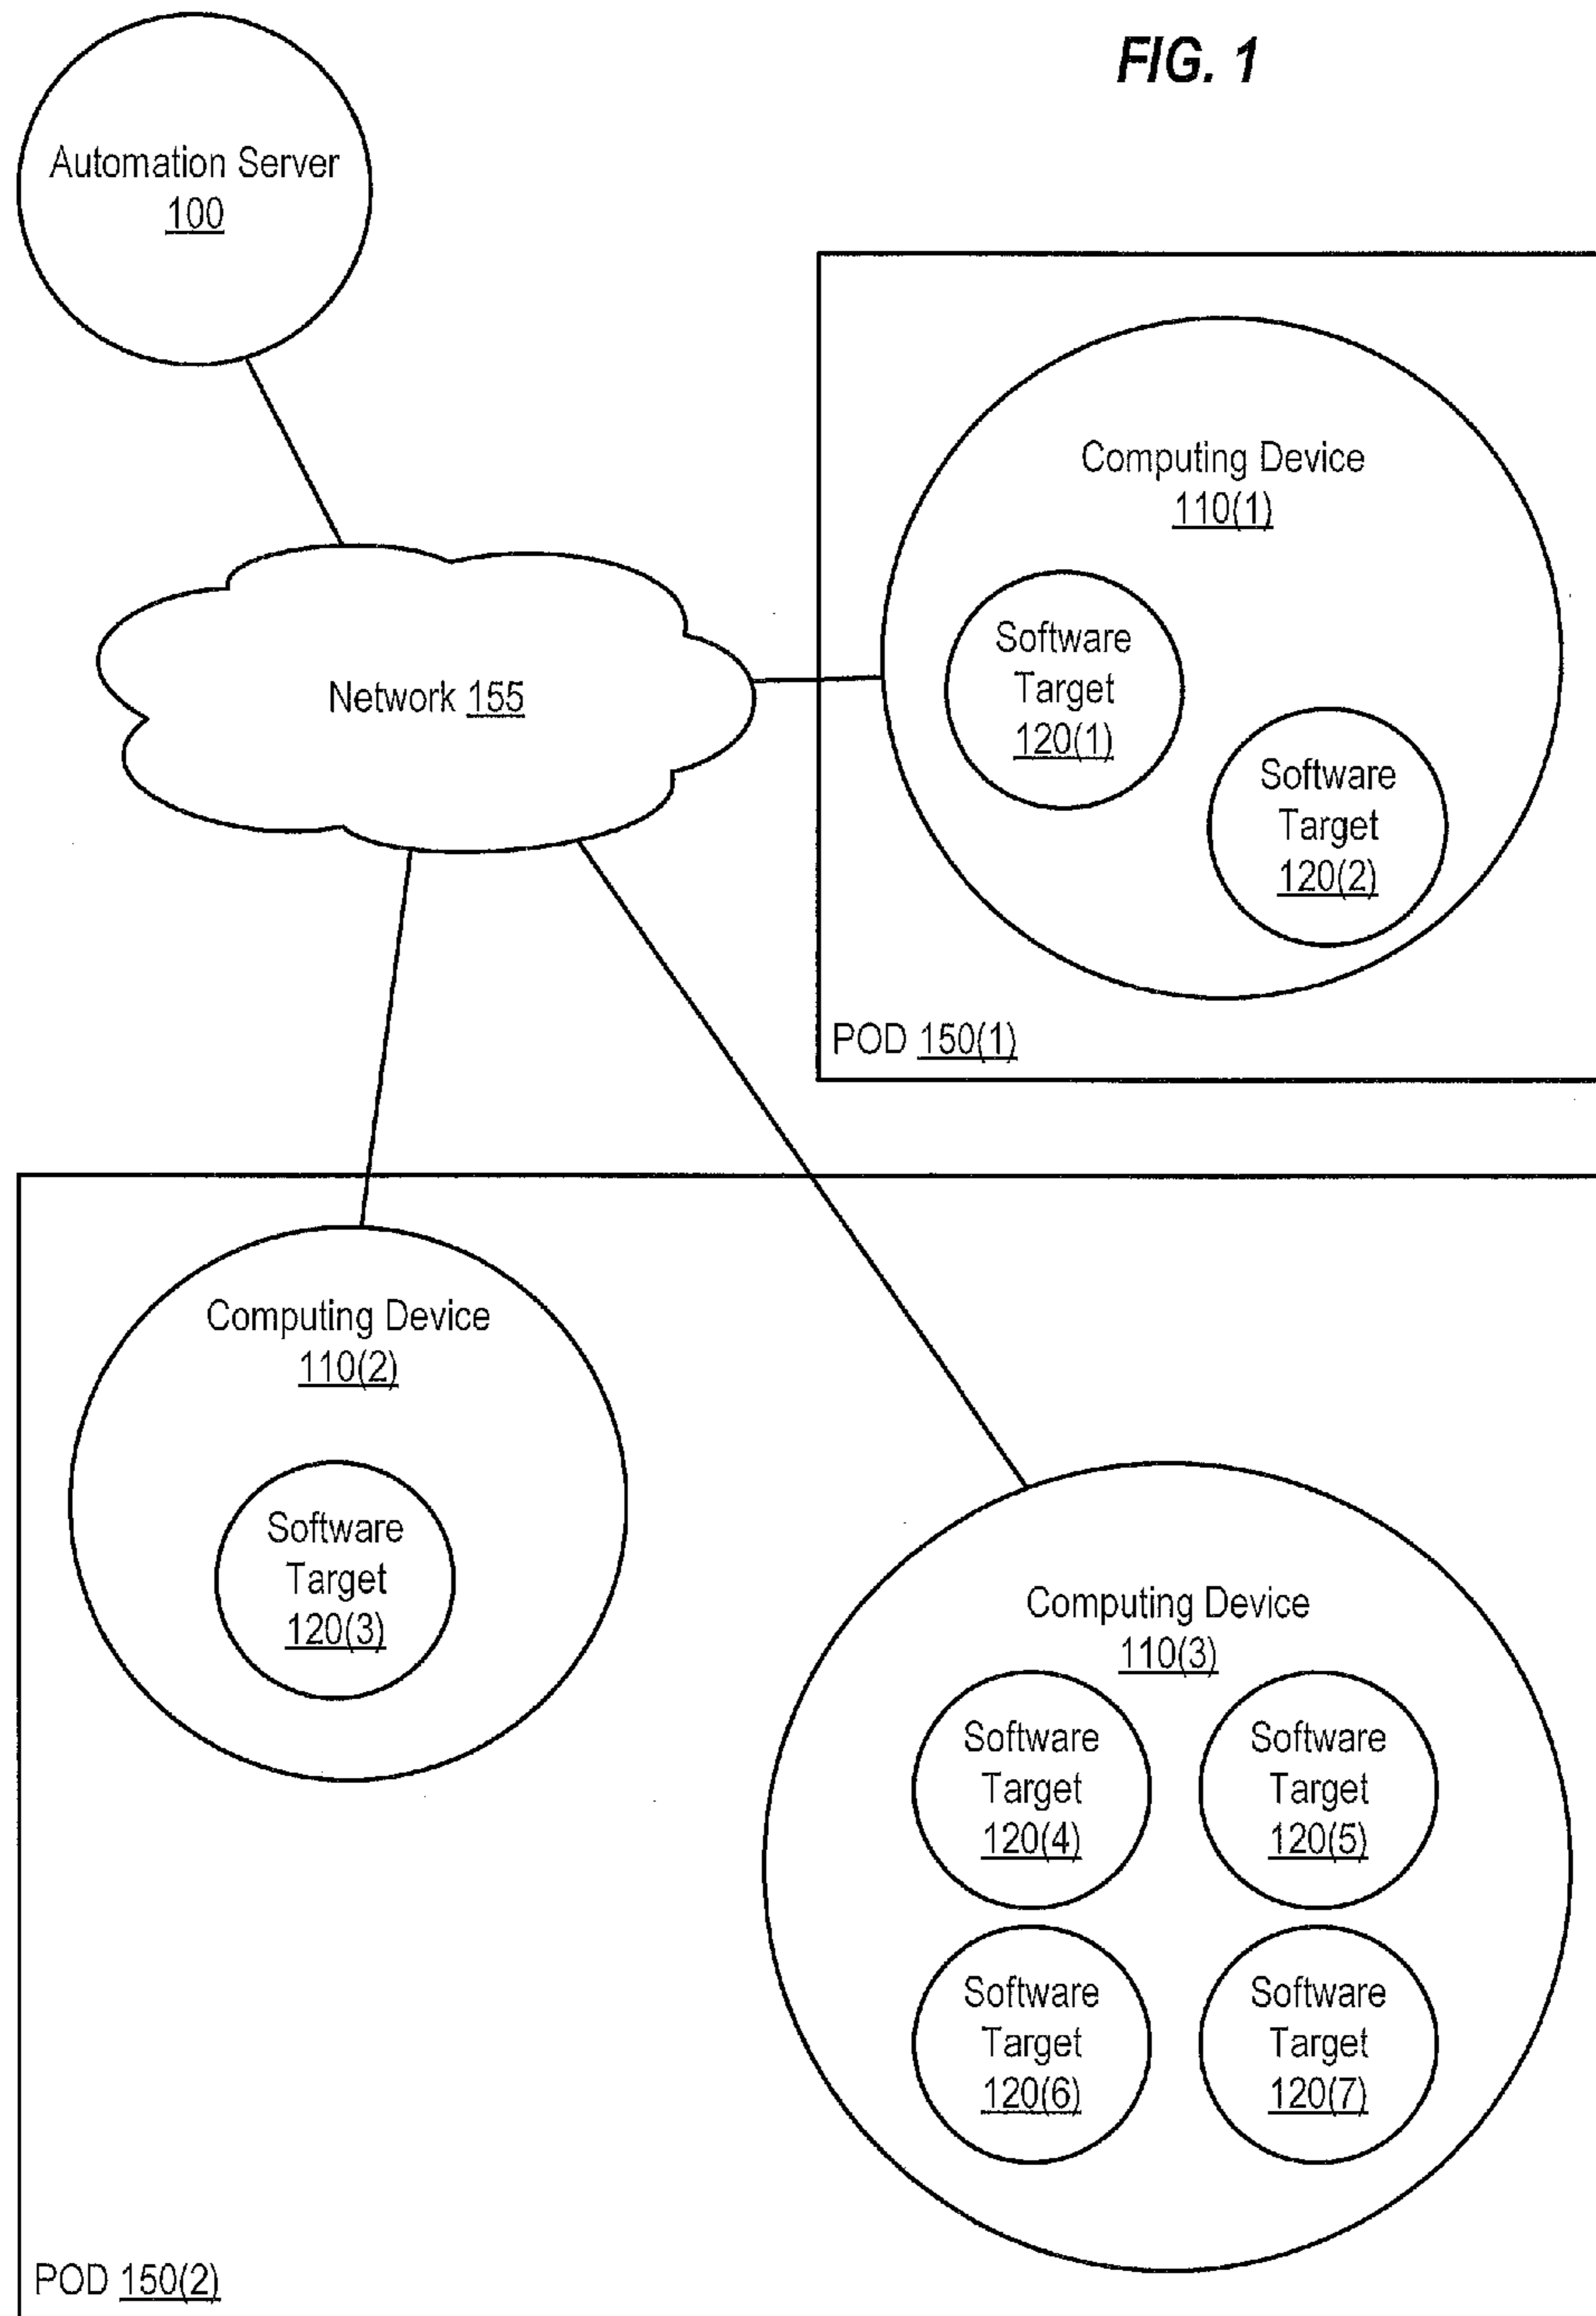 FIG. 1
Automation Server
100
Network 155
Computing Device
110(1)
Software
Target
120(1)
Software
Target
120(2)
POD 150(1)
Computing Device
110(2)
Software
Target
120(3)
Computing Device
110(3)
Software
Target
120(4)
Software
Target
120(5)
Software
Target
120(6)
Software
Target
120(7)
POD 150(2)